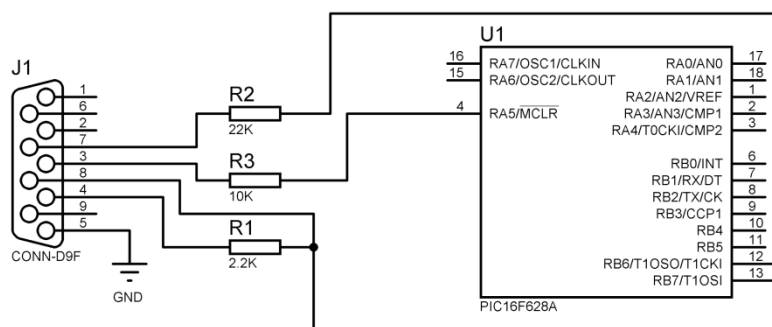 J1
1
6
2
7
3
8
4
9
5
CONN-D9F
GND
R2
22K
R3
10K
R1
2.2K
U1
16 RA7/OSC1/CLKIN RA0/AN0 17
15 RA6/OSC2/CLKOUT RA1/AN1 18
RA2/AN2/VREF 1
4 RA5/MCLR RA3/AN3/CMP1 2
RA4/T0CKI/CMP2 3
RB0/INT 6
RB1/RX/DT 7
RB2/TX/CK 8
RB3/CCP1 9
RB4 10
RB5 11
RB6/T1OSO/T1CKI 12
RB7/T1OSI 13
PIC16F628A